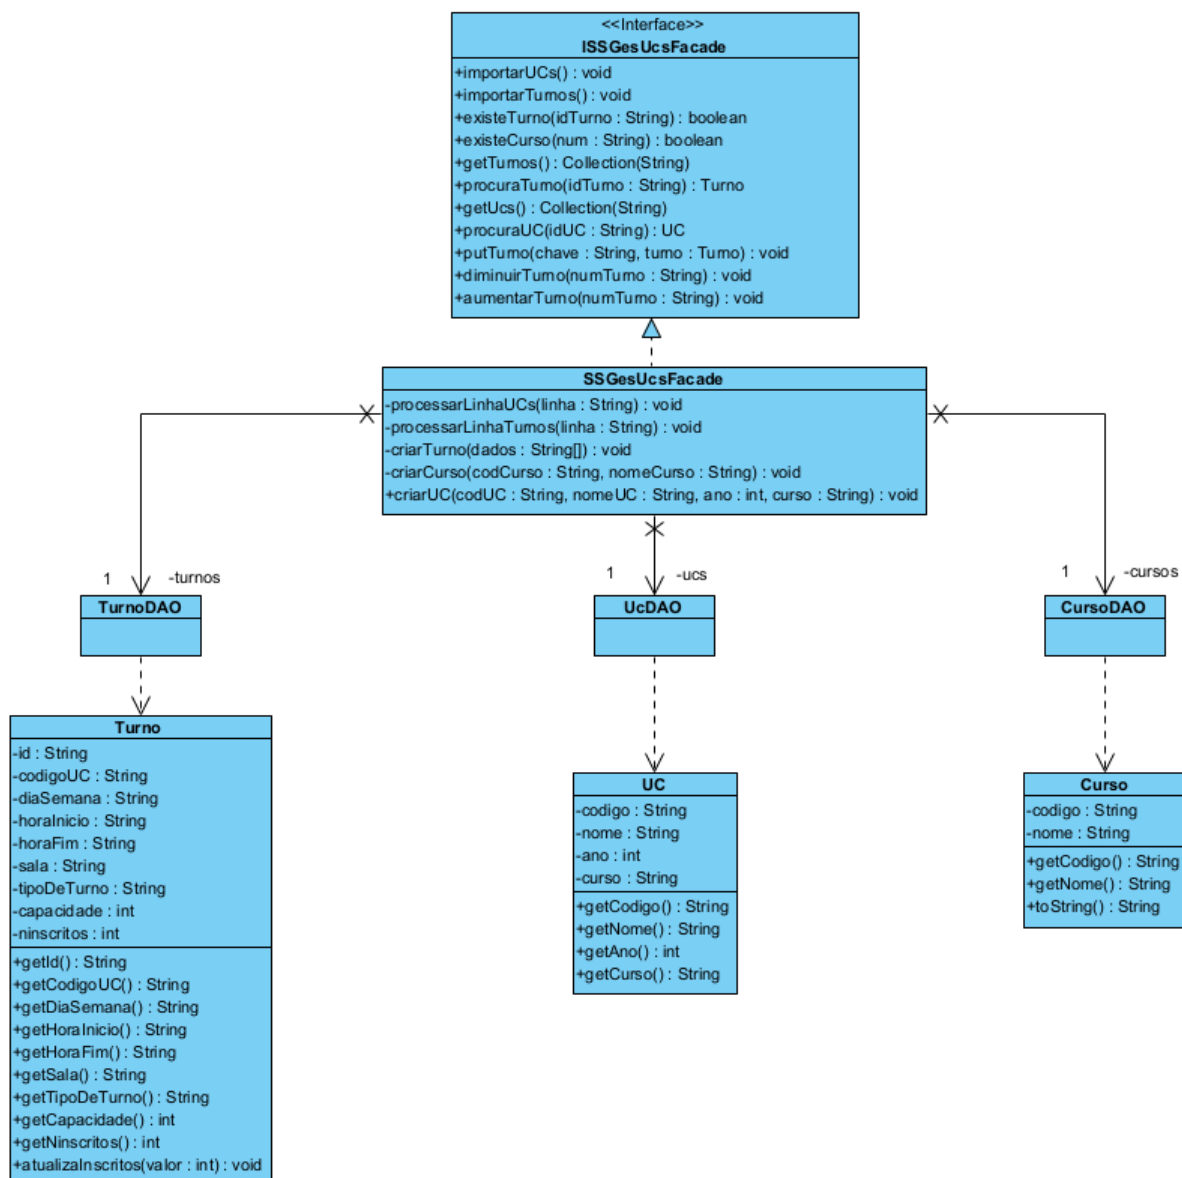 <<Interface>>
ISSGesUcsFacade
+importarUCs() : void
+importarTurnos() : void
+existeTurno(idTurno : String) : boolean
+existeCurso(num : String) : boolean
+getTurnos() : Collection(String)
+procuraTurno(idTurno : String) : Turno
+getUcs() : Collection(String)
+procuraUC(idUC : String) : UC
+putTurno(chave : String, turno : Turno) : void
+diminuirTurno(numTurno : String) : void
+aumentarTurno(numTurno : String) : void
SSGesUcsFacade
-processarLinhaUCs(linha : String) : void
-processarLinhaTurnos(linha : String) : void
-criarTurno(dados : String[]) : void
-criarCurso(codCurso : String, nomeCurso : String) : void
+criarUC(codUC : String, nomeUC : String, ano : int, curso : String) : void
1 -turnos
1 -ucs
1 -cursos
TurnoDAO
UcDAO
CursoDAO
Turno
-id : String
-codigoUC : String
-diaSemana : String
-horaInicio : String
-horaFim : String
-sala : String
-tipoDeTurno : String
-capacidade : int
-ninscritos : int
+getId() : String
+getCodigoUC() : String
+getDiaSemana() : String
+getHoraInicio() : String
+getHoraFim() : String
+getSala() : String
+getTipoDeTurno() : String
+getCapacidade() : int
+getNinscritos() : int
+atualizaInscritos(valor : int) : void
UC
-codigo : String
-nome : String
-ano : int
-curso : String
+getCodigo() : String
+getNome() : String
+getAno() : int
+getCurso() : String
Curso
-codigo : String
-nome : String
+getCodigo() : String
+getNome() : String
+toString() : String